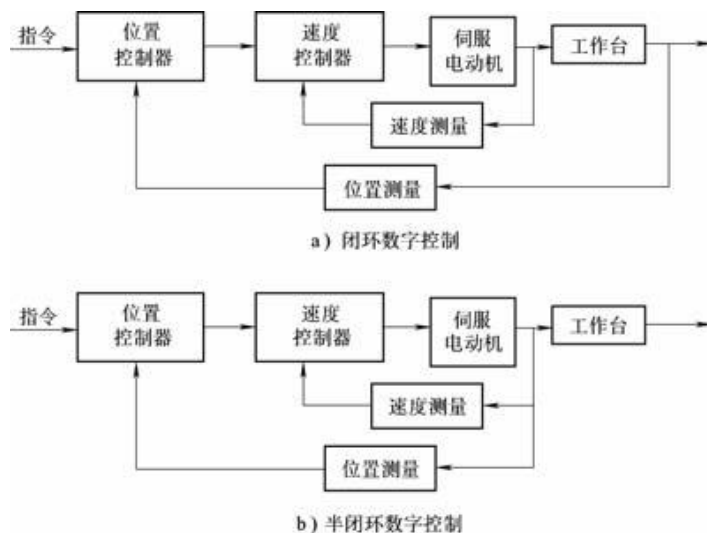 指令
位置
控制器
速度
控制器
伺服
电动机
工作台
速度测量
位置测量
a）闭环数字控制
指令
位置
控制器
速度
控制器
伺服
电动机
工作台
速度测量
位置测量
b）半闭环数字控制